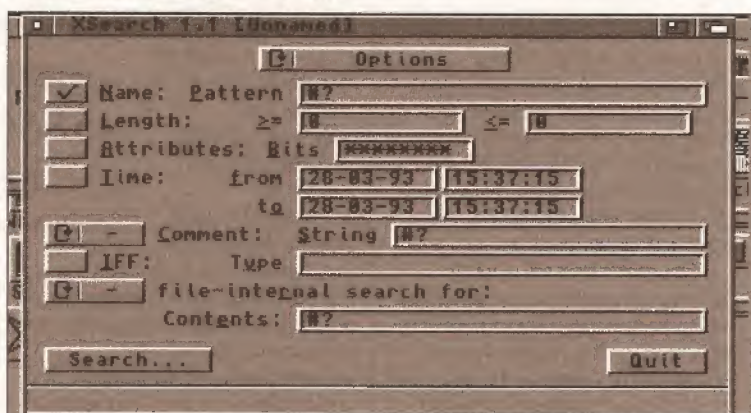 XSearch 1.1 [Unnamed]
Options
Name: Pattern #?
Length: >= 0 <= 0
Attributes: Bits ********
Time: from 28-03-93 15:37:15
to 28-03-93 15:37:15
- Comment: String #?
IFF: Type
- file-internal search for:
Contents: #?
Search... Quit